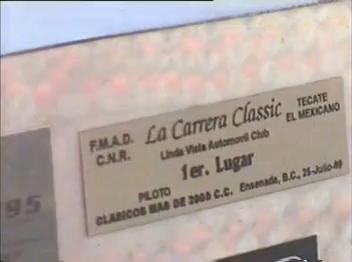 F.M.A.D.
C.N.R.
La Carrera Classic
TECATE
EL MEXICANO
Linda Vista Automovil Club
1er. Lugar
PILOTO
CLASICOS MAS DE 2000 C.C. Ensenada, B.C., 25-Julio-
95